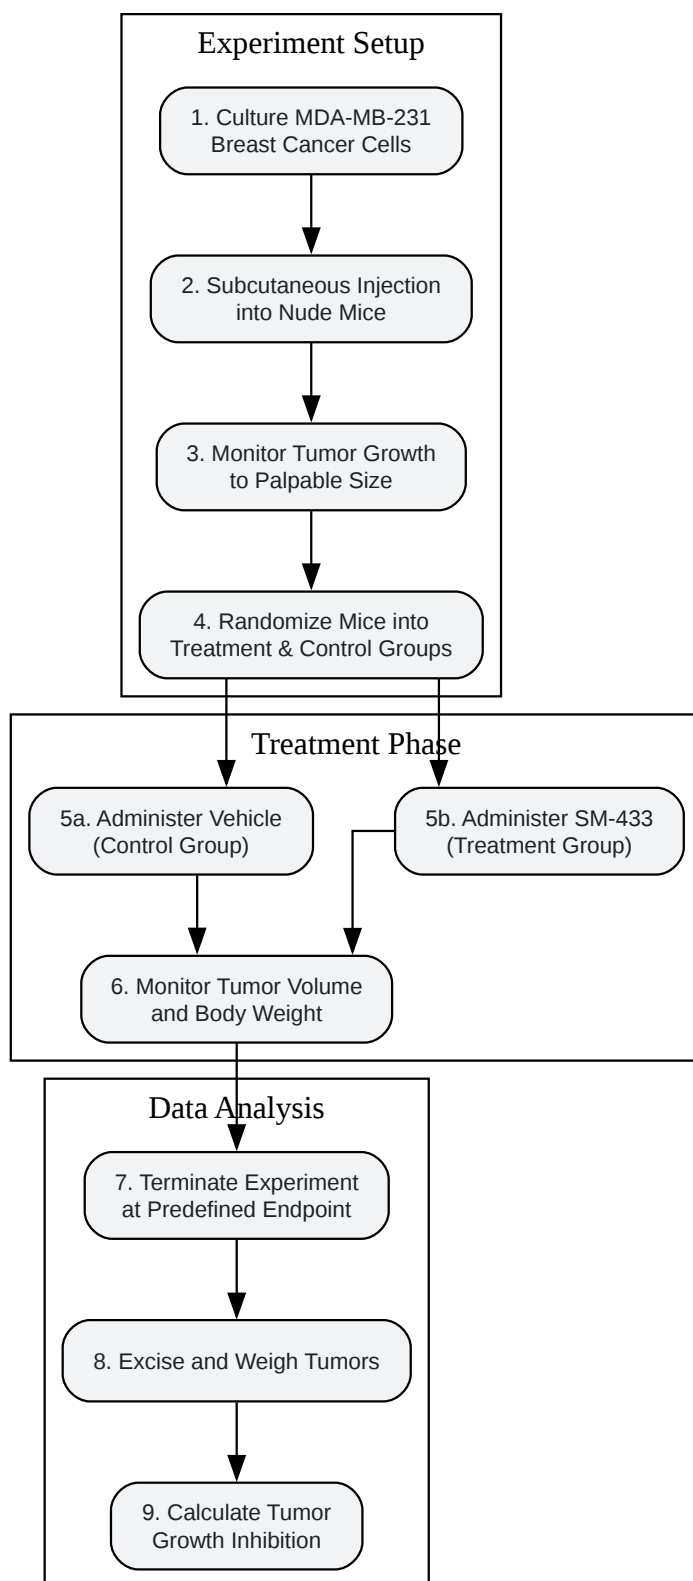 Experiment Setup
1. Culture MDA-MB-231
Breast Cancer Cells
2. Subcutaneous Injection
into Nude Mice
3. Monitor Tumor Growth
to Palpable Size
4. Randomize Mice into
Treatment & Control Groups
Treatment Phase
5a. Administer Vehicle
(Control Group)
5b. Administer SM-433
(Treatment Group)
6. Monitor Tumor Volume
and Body Weight
Data Analysis
7. Terminate Experiment
at Predefined Endpoint
8. Excise and Weigh Tumors
9. Calculate Tumor
Growth Inhibition